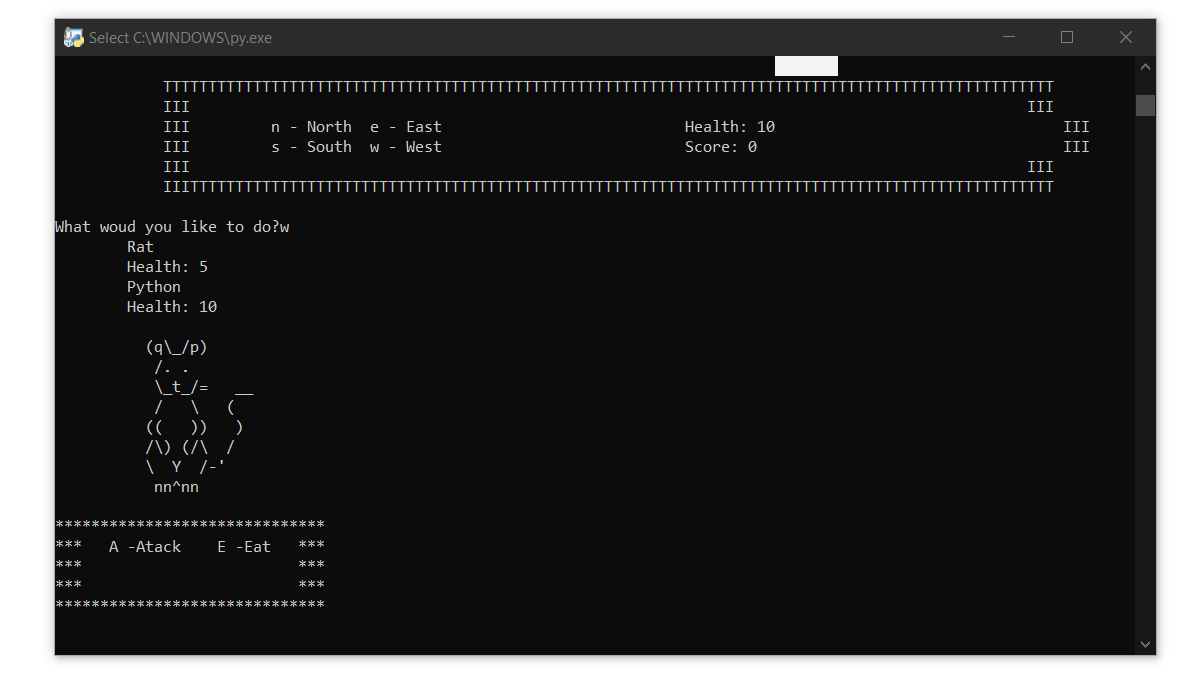 Select C:\WINDOWS\py.exe
TTTTTTTTTTTTTTTTTTTTTTTTTTTTTTTTTTTTTTTTTTTTTTTTTTTTTTTTTTTTTTTTTTTTTTTTTTTTTTTTTTTTTTTTTTTTTTTTTTT
III                                                                                             III
III         n - North  e - East                           Health: 10                                III
III         s - South  w - West                           Score: 0                                  III
III                                                                                             III
IIITTTTTTTTTTTTTTTTTTTTTTTTTTTTTTTTTTTTTTTTTTTTTTTTTTTTTTTTTTTTTTTTTTTTTTTTTTTTTTTTTTTTTTTTTTTTTTTT
What woud you like to do?w
Rat
Health: 5
Python
Health: 10
(q\_/p)
/. .
\_t_/=   __
/   \   (
((   ))   )
/\) (/\  /
\  Y  /-'
nn^nn
******************************
***   A -Atack    E -Eat   ***
***                        ***
***                        ***
******************************